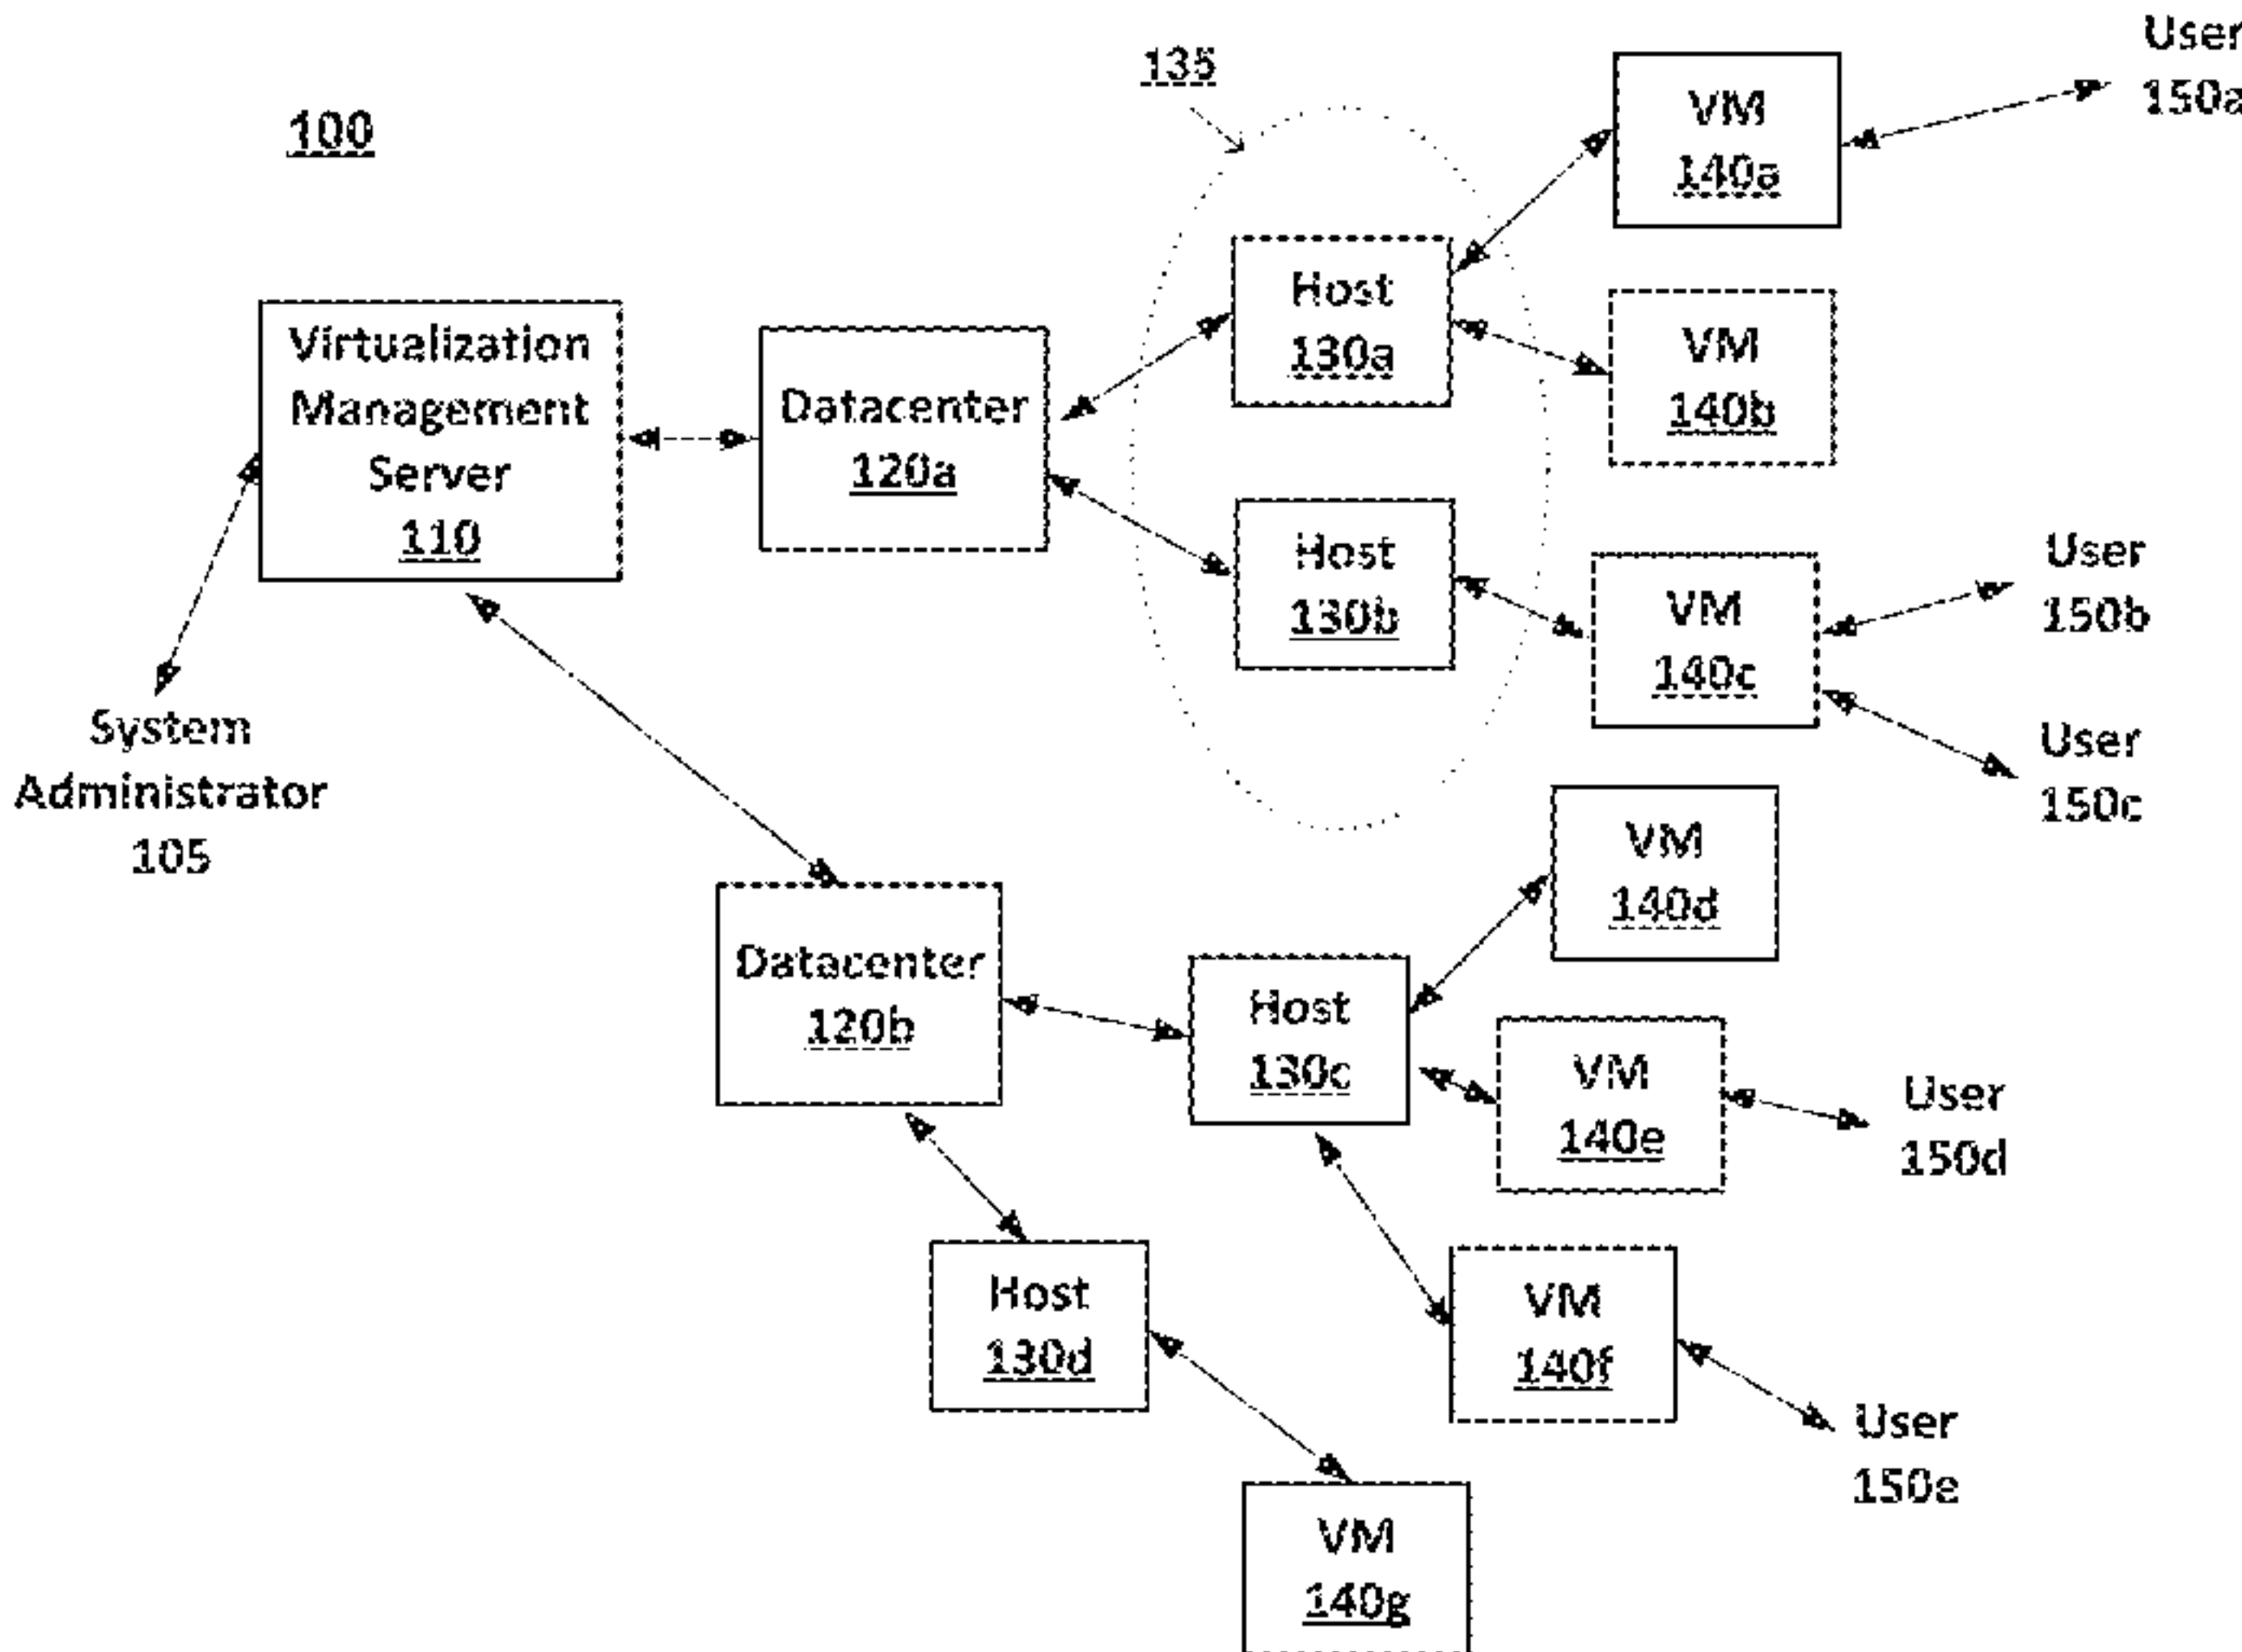 100
135
User
150a
VM
140a
Host
130a
VM
140b
Virtualization
Management
Server
110
Datacenter
120a
Host
130b
VM
140c
User
150b
User
150c
System
Administrator
105
VM
140d
Datacenter
120b
Host
130c
VM
140e
User
150d
Host
130d
VM
140f
User
150e
VM
140g